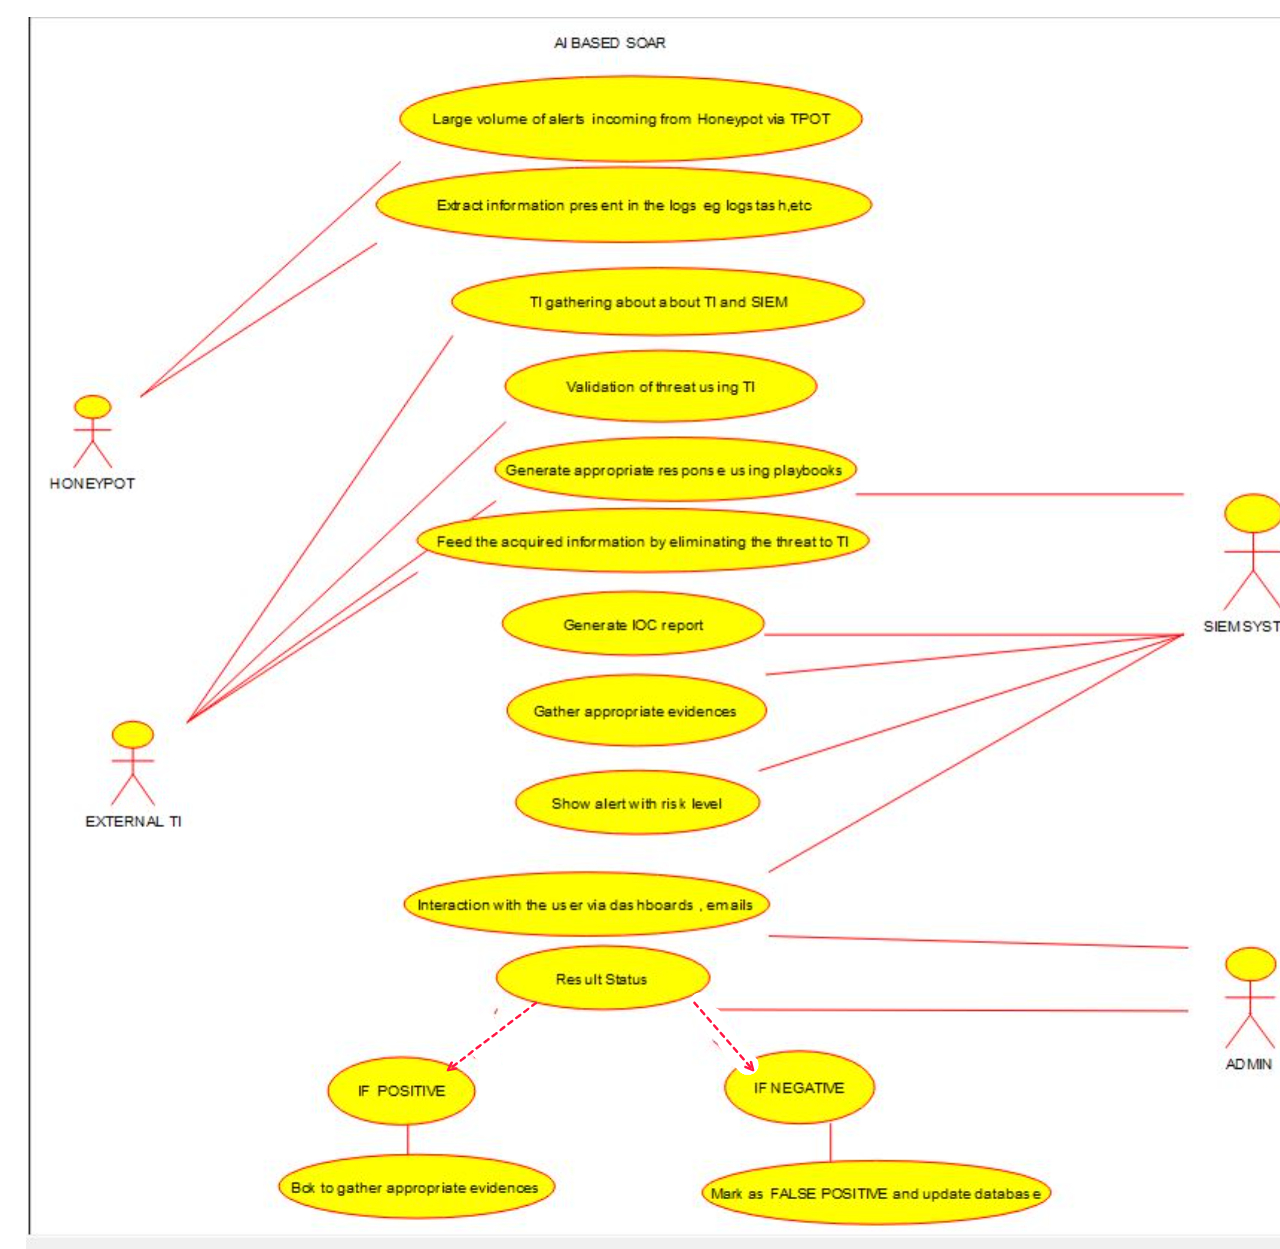 AI BASED SOAR
Large volume of alerts incoming from Honeypot via TPOT
Extract information present in the logs eg logstash,etc
TI gathering about about TI and SIEM
Validation of threat using TI
HONEYPOT
Generate appropriate response using playbooks
Feed the acquired information by eliminating the threat to TI
Generate IOC report
SIEM SYST
Gather appropriate evidences
Show alert with risk level
EXTERNAL TI
Interaction with the user via dashboards , emails
Result Status
ADMIN
IF POSITIVE
IF NEGATIVE
Bck to gather appropriate evidences
Mark as FALSE POSITIVE and update database